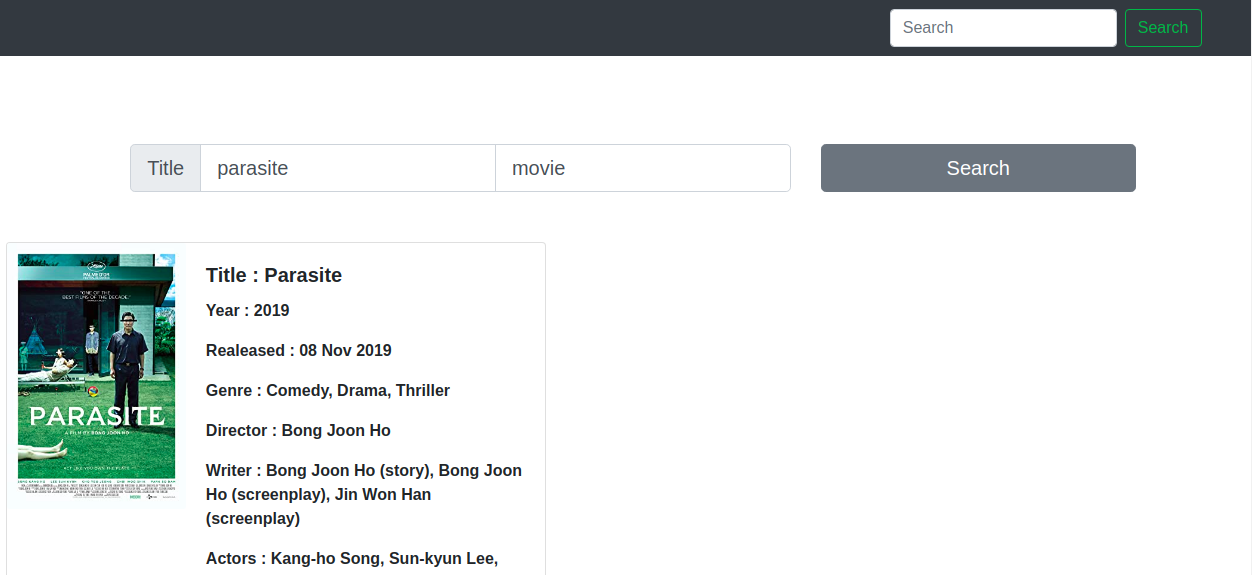 Search Search
Title parasite movie Search
PALME D'OR
"ONE OF THE
BEST FILMS OF THE DECADE."
PARASITE
A FILM BY BONG JOON HO
Title : Parasite
Year : 2019
Realeased : 08 Nov 2019
Genre : Comedy, Drama, Thriller
Director : Bong Joon Ho
Writer : Bong Joon Ho (story), Bong Joon
Ho (screenplay), Jin Won Han
(screenplay)
Actors : Kang-ho Song, Sun-kyun Lee,